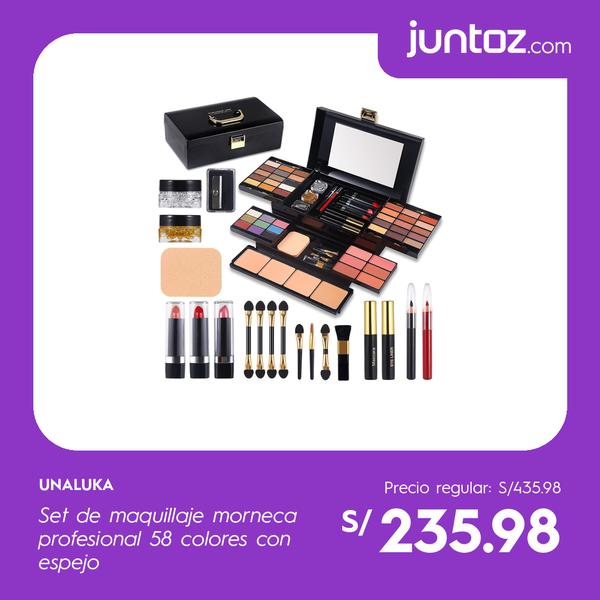 juntoz.com
UNALUKA
Set de maquillaje morneca
profesional 58 colores con
espejo
Precio regular: S/435.98
S/ 235.98